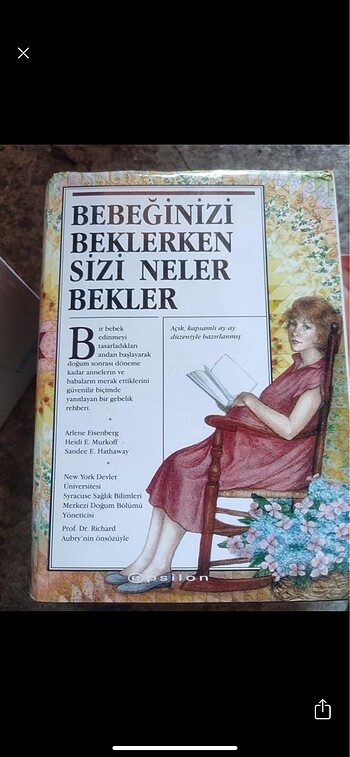 BEBEĞİNİZİ
BEKLERKEN
SİZİ NELER
BEKLER
Bir bebek
edinmeyi
tasarladıkları
andan başlayarak
doğum sonrası döneme
kadar annelerin ve
babaların merak ettiklerini
güvenilir biçimde
yanıtlayan bir gebelik
rehberi.
Açık, kapsamlı ay ay
düzeniyle hazırlanmış
*
Arlene Eisenberg
Heidi E. Murkoff
Sandee E. Hathaway
*
New York Devlet
Üniversitesi
Syracuse Sağlık Bilimleri
Merkezi Doğum Bölümü
Yöneticisi
Prof. Dr. Richard
Aubry'nin önsözüyle
epsilon